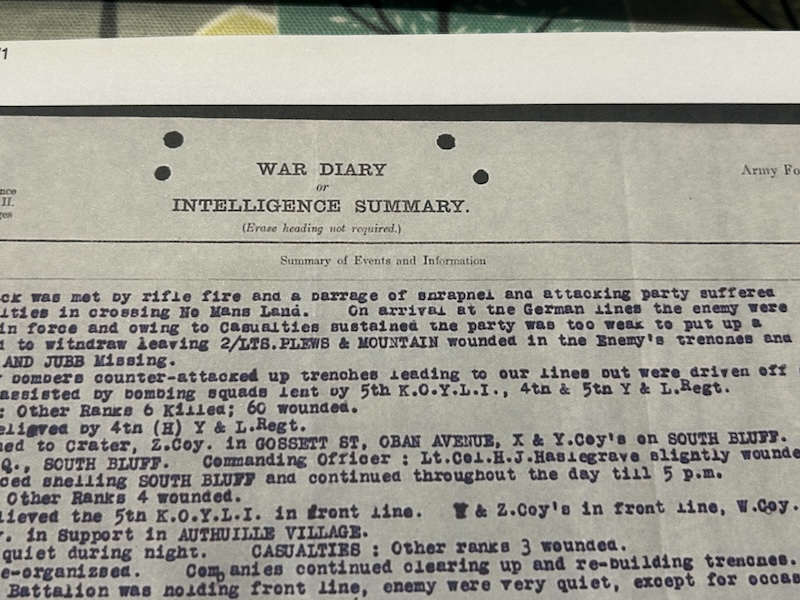 /1
WAR DIARY
or
INTELLIGENCE SUMMARY.
(Erase heading not required.)
Army Fo
nce
II.
ges
Summary of Events and Information
ck was met by rifle fire and a barrage of shrapnel and attacking party suffered
lties in crossing No Mans Land. On arrival at the German lines the enemy were
in force and owing to Casualties sustained the party was too weak to put up a
d to withdraw leaving 2/LTS.PLEWS & MOUNTAIN wounded in the Enemy's trenches and
AND JUBB Missing.
y bombers counter-attacked up trenches leading to our lines but were driven off
assisted by bombing squads lent by 5th K.O.Y.L.I., 4th & 5th Y & L.Regt.
: Other Ranks 6 Killed; 60 wounded.
elieved by 4th (H) Y & L.Regt.
ned to Crater, Z.Coy. in GOSSETT ST, OBAN AVENUE, X & Y.Coy's on SOUTH BLUFF.
Q., SOUTH BLUFF. Commanding Officer : Lt.Col.H.J.Haslegrave slightly wounde
ced shelling SOUTH BLUFF and continued throughout the day till 5 p.m.
Other Ranks 4 wounded.
lieved the 5th K.O.Y.L.I. in front line. Y & Z.Coy's in front line, W.Coy.
y. in Support in AUTHUILLE VILLAGE.
quiet during night. CASUALTIES : Other ranks 3 wounded.
e-organizsed. Companies continued clearing up and re-building trenches.
Battalion was holding front line, enemy were very quiet, except for occas